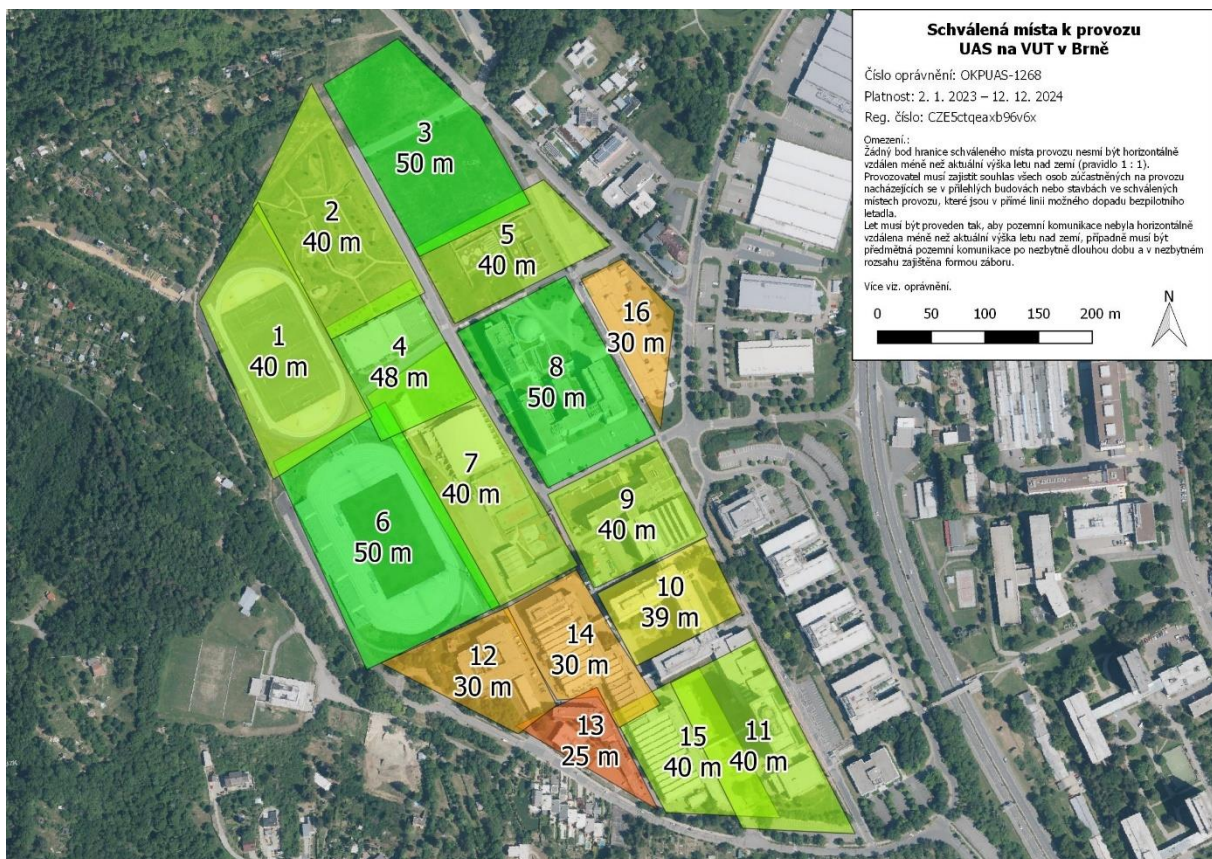 Schválená místa k provozu
UAS na VUT v Brně
Číslo oprávnění: OKPUAS-1268
Platnost: 2. 1. 2023 – 12. 12. 2024
Reg. číslo: CZE5ctqeaxb96v6x
Omezení.:
Žádný bod hranice schváleného místa provozu nesmí být horizontálně
vzdálen méně než aktuální výška letu nad zemí (pravidlo 1 : 1).
Provozovatel musí zajistit souhlas všech osob zúčastněných na provozu
nacházejících se v přilehlých budovách nebo stavbách ve schválených
místech provozu, které jsou v přímé linii možného dopadu bezpilotního
letadla.
Let musí být proveden tak, aby pozemní komunikace nebyla horizontálně
vzdálena méně než aktuální výška letu nad zemí, případně musí být
předmětná pozemní komunikace po nezbytně dlouhou dobu a v nezbytném
rozsahu zajištěna formou záboru.
Více viz. oprávnění.
0 50 100 150 200 m
N
3
50 m
2
40 m
5
40 m
16
30 m
1
40 m
4
48 m
8
50 m
7
40 m
9
40 m
6
50 m
10
39 m
14
30 m
12
30 m
13
25 m
15
40 m
11
40 m